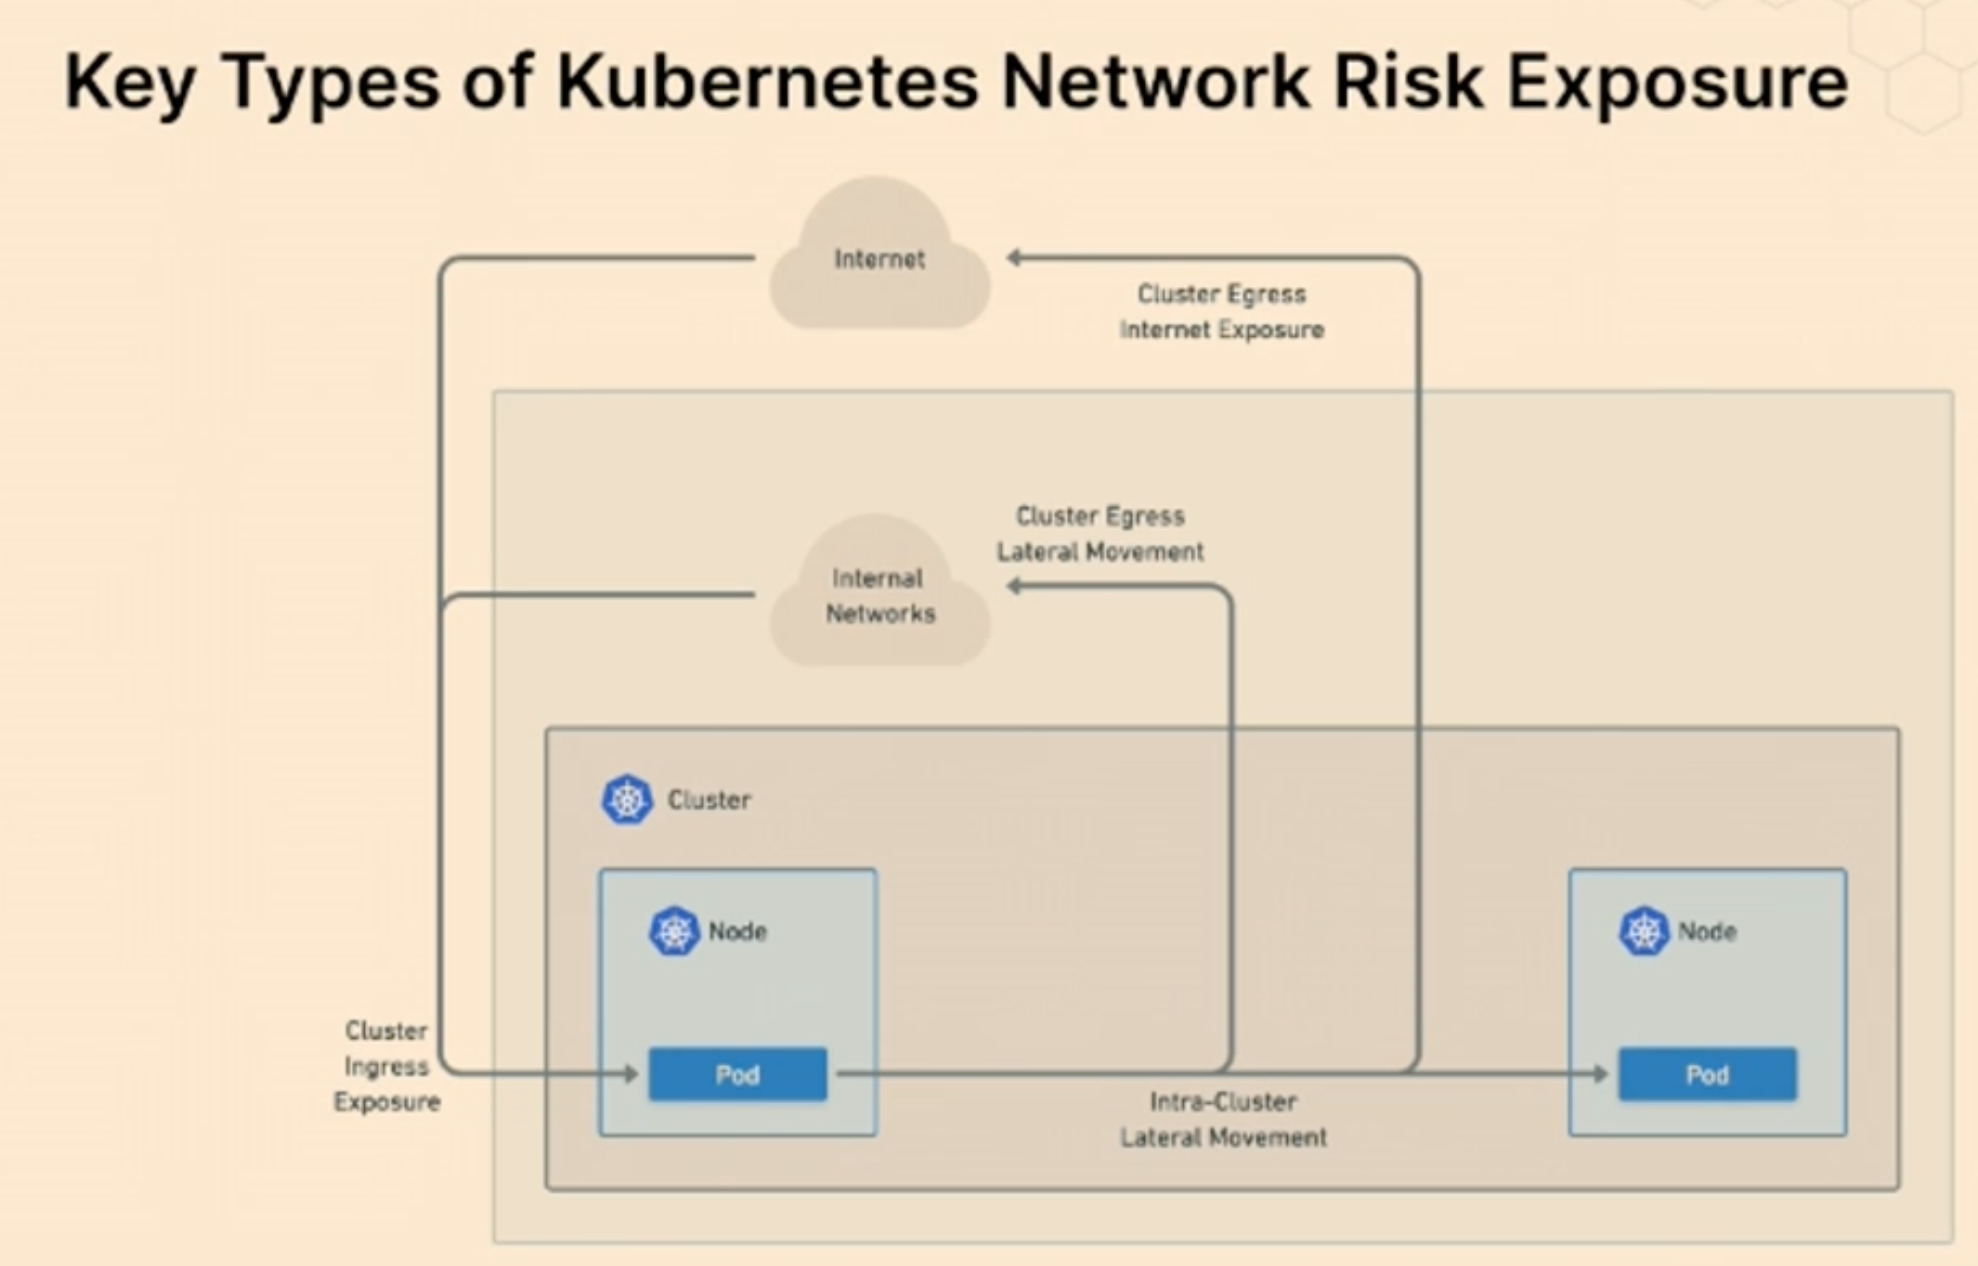 Key Types of Kubernetes Network Risk Exposure
Internet
Cluster Egress
Internet Exposure
Cluster Egress
Lateral Movement
Internal
Networks
Cluster
Node
Node
Cluster
Ingress
Exposure
Pod
Pod
Intra-Cluster
Lateral Movement